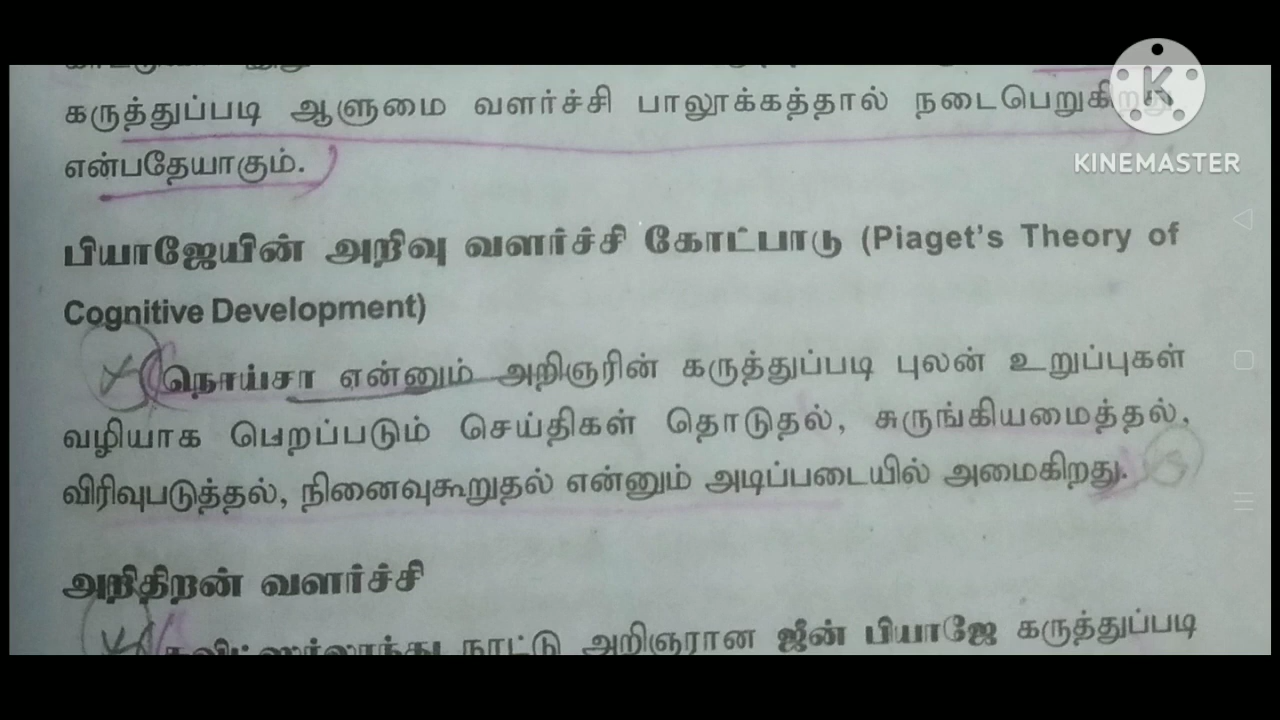 கருத்துப்படி ஆளுமை வளர்ச்சி பாலூக்கத்தால் நடைபெறுகிறது
என்பதேயாகும்.
KINEMASTER
பியாஜேயின் அறிவு வளர்ச்சி கோட்பாடு (Piaget's Theory of
Cognitive Development)
நொய்சா என்னும் அறிஞரின் கருத்துப்படி புலன் உறுப்புகள்
வழியாக பெறப்படும் செய்திகள் தொடுதல், சுருங்கியமைத்தல்,
விரிவுபடுத்தல், நினைவுகூறுதல் என்னும் அடிப்படையில் அமைகிறது.
அறிதிறன் வளர்ச்சி
சுவிட்ஸர்லாந்து நாட்டு அறிஞரான ஜீன் பியாஜே கருத்துப்படி